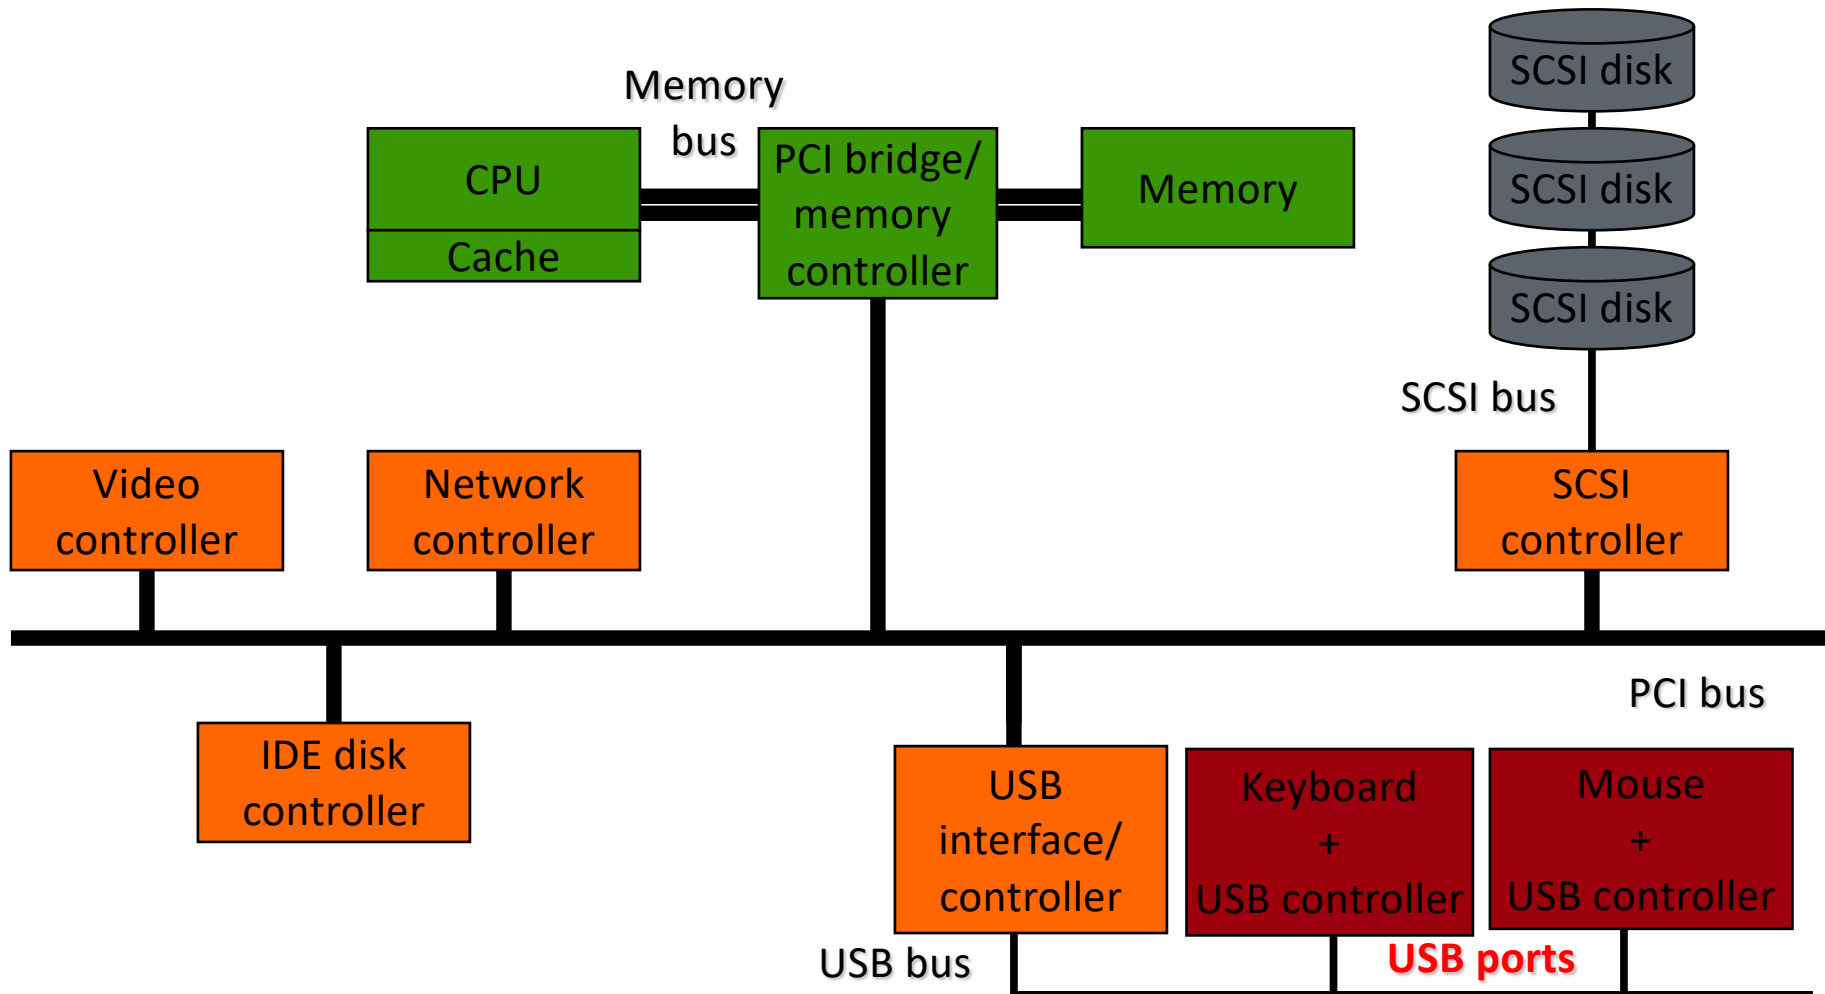 SCSI disk
Memory
bus
CPU
Cache
PCI bridge/
memory
controller
Memory
SCSI disk
SCSI disk
SCSI bus
Video
controller
Network
controller
SCSI
controller
PCI bus
IDE disk
controller
USB
interface/
controller
Keyboard
+
USB controller
Mouse
+
USB controller
USB bus
USB ports